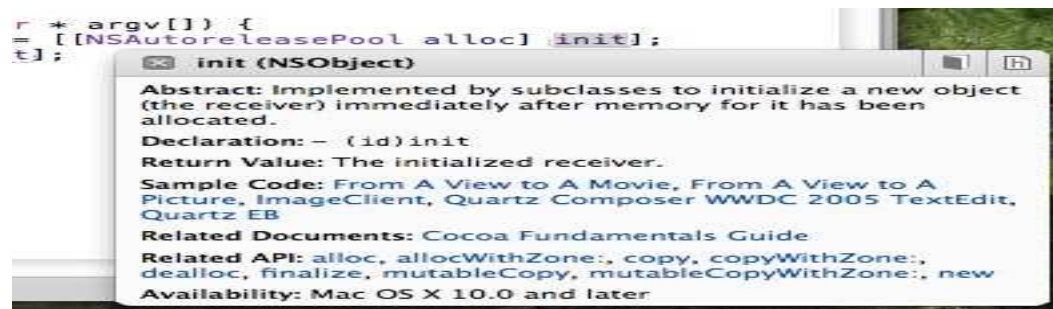 r * argv[]) {
= [[NSAutoreleasePool alloc] init];
t];
init (NSObject)
h
Abstract: Implemented by subclasses to initialize a new object
(the receiver) immediately after memory for it has been
allocated.
Declaration: – (id)init
Return Value: The initialized receiver.
Sample Code: From A View to A Movie, From A View to A
Picture, ImageClient, Quartz Composer WWDC 2005 TextEdit,
Quartz EB
Related Documents: Cocoa Fundamentals Guide
Related API: alloc, allocWithZone:, copy, copyWithZone:,
dealloc, finalize, mutableCopy, mutableCopyWithZone:, new
Availability: Mac OS X 10.0 and later